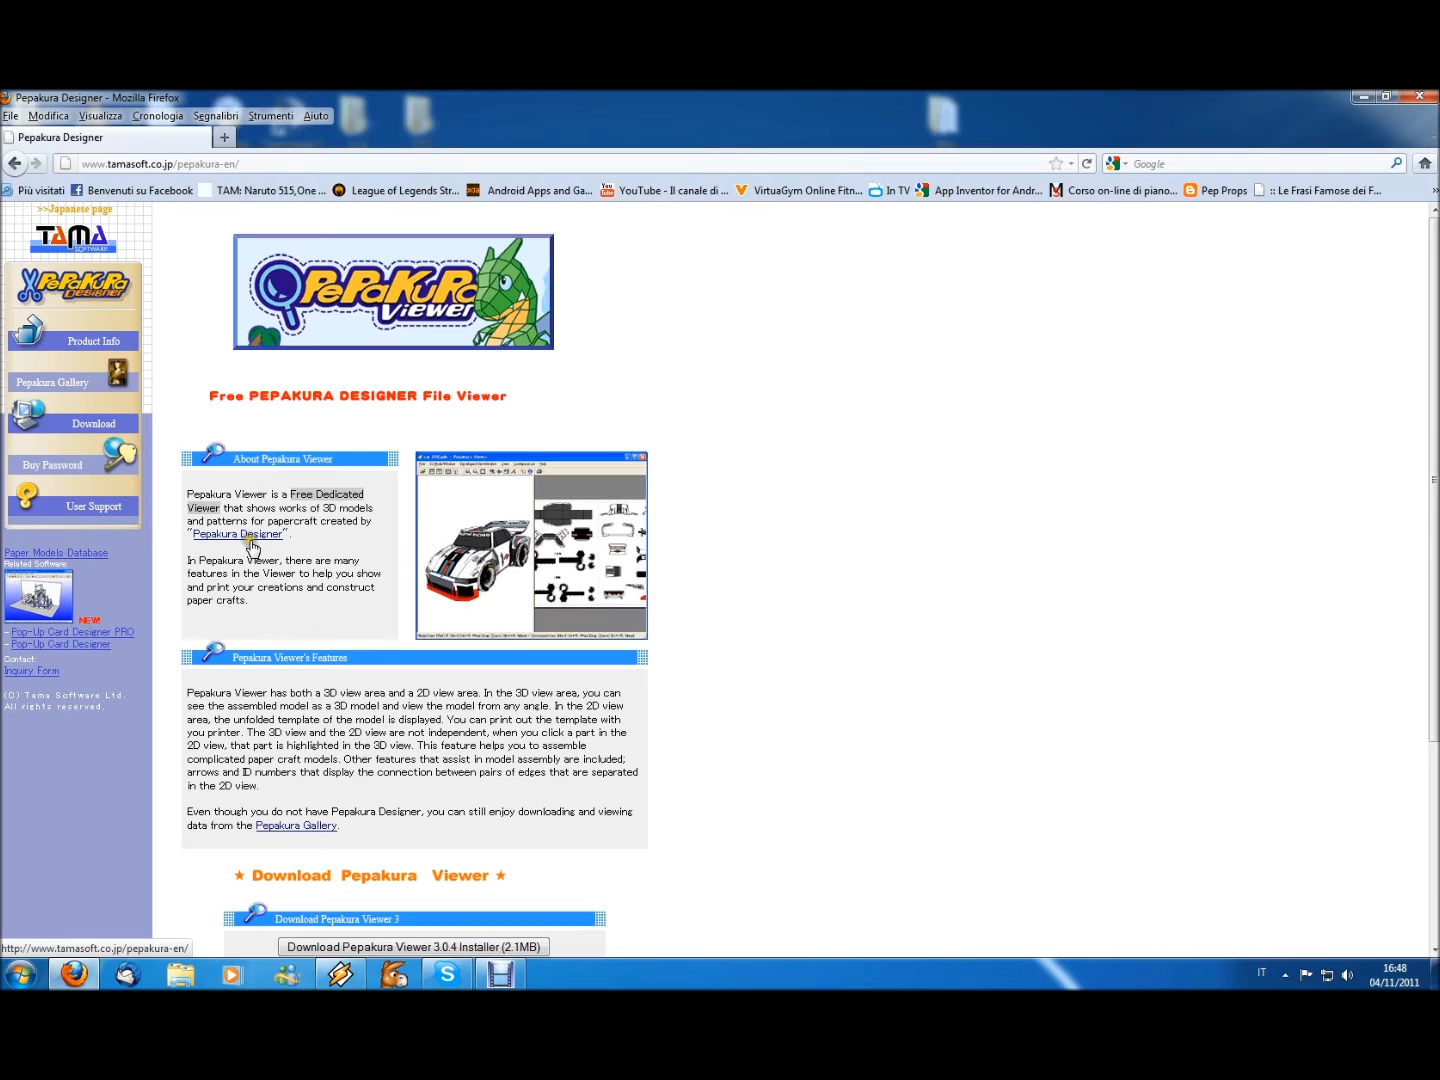 Pepakura Designer - Mozilla Firefox
File Modifica Visualizza Cronologia Segnalibri Strumenti Aiuto
Pepakura Designer
www.tamasoft.co.jp/pepakura-en/
Google
Più visitati Benvenuti su Facebook TAM: Naruto 515,One ... League of Legends Str... Android Apps and Ga... YouTube - Il canale di ... VirtuaGym Online Fitn... In TV App Inventor for Andr... Corso on-line di piano... Pep Props :: Le Frasi Famose dei F...
>>Japanese page
TAMA
SOFTWARE
PePaKuRa
Designer
Product Info
Pepakura Gallery
Download
Buy Password
User Support
Paper Models Database
Related Software:
NEW!
- Pop-Up Card Designer PRO
- Pop-Up Card Designer
Contact:
Inquiry Form
(C) Tama Software Ltd.
All rights reserved.
PePaKuRa
Viewer
Free PEPAKURA DESIGNER File Viewer
About Pepakura Viewer
Pepakura Viewer is a Free Dedicated
Viewer that shows works of 3D models
and patterns for papercraft created by
"Pepakura Designer".
In Pepakura Viewer, there are many
features in the Viewer to help you show
and print your creations and construct
paper crafts.
Pepakura Viewer's Features
Pepakura Viewer has both a 3D view area and a 2D view area. In the 3D view area, you can
see the assembled model as a 3D model and view the model from any angle. In the 2D view
area, the unfolded template of the model is displayed. You can print out the template with
you printer. The 3D view and the 2D view are not independent, when you click a part in the
2D view, that part is highlighted in the 3D view. This feature helps you to assemble
complicated paper craft models. Other features that assist in model assembly are included;
arrows and ID numbers that display the connection between pairs of edges that are separated
in the 2D view.
Even though you do not have Pepakura Designer, you can still enjoy downloading and viewing
data from the Pepakura Gallery.
★ Download Pepakura Viewer ★
Download Pepakura Viewer 3
Download Pepakura Viewer 3.0.4 Installer (2.1MB)
http://www.tamasoft.co.jp/pepakura-en/
IT
16:48
04/11/2011